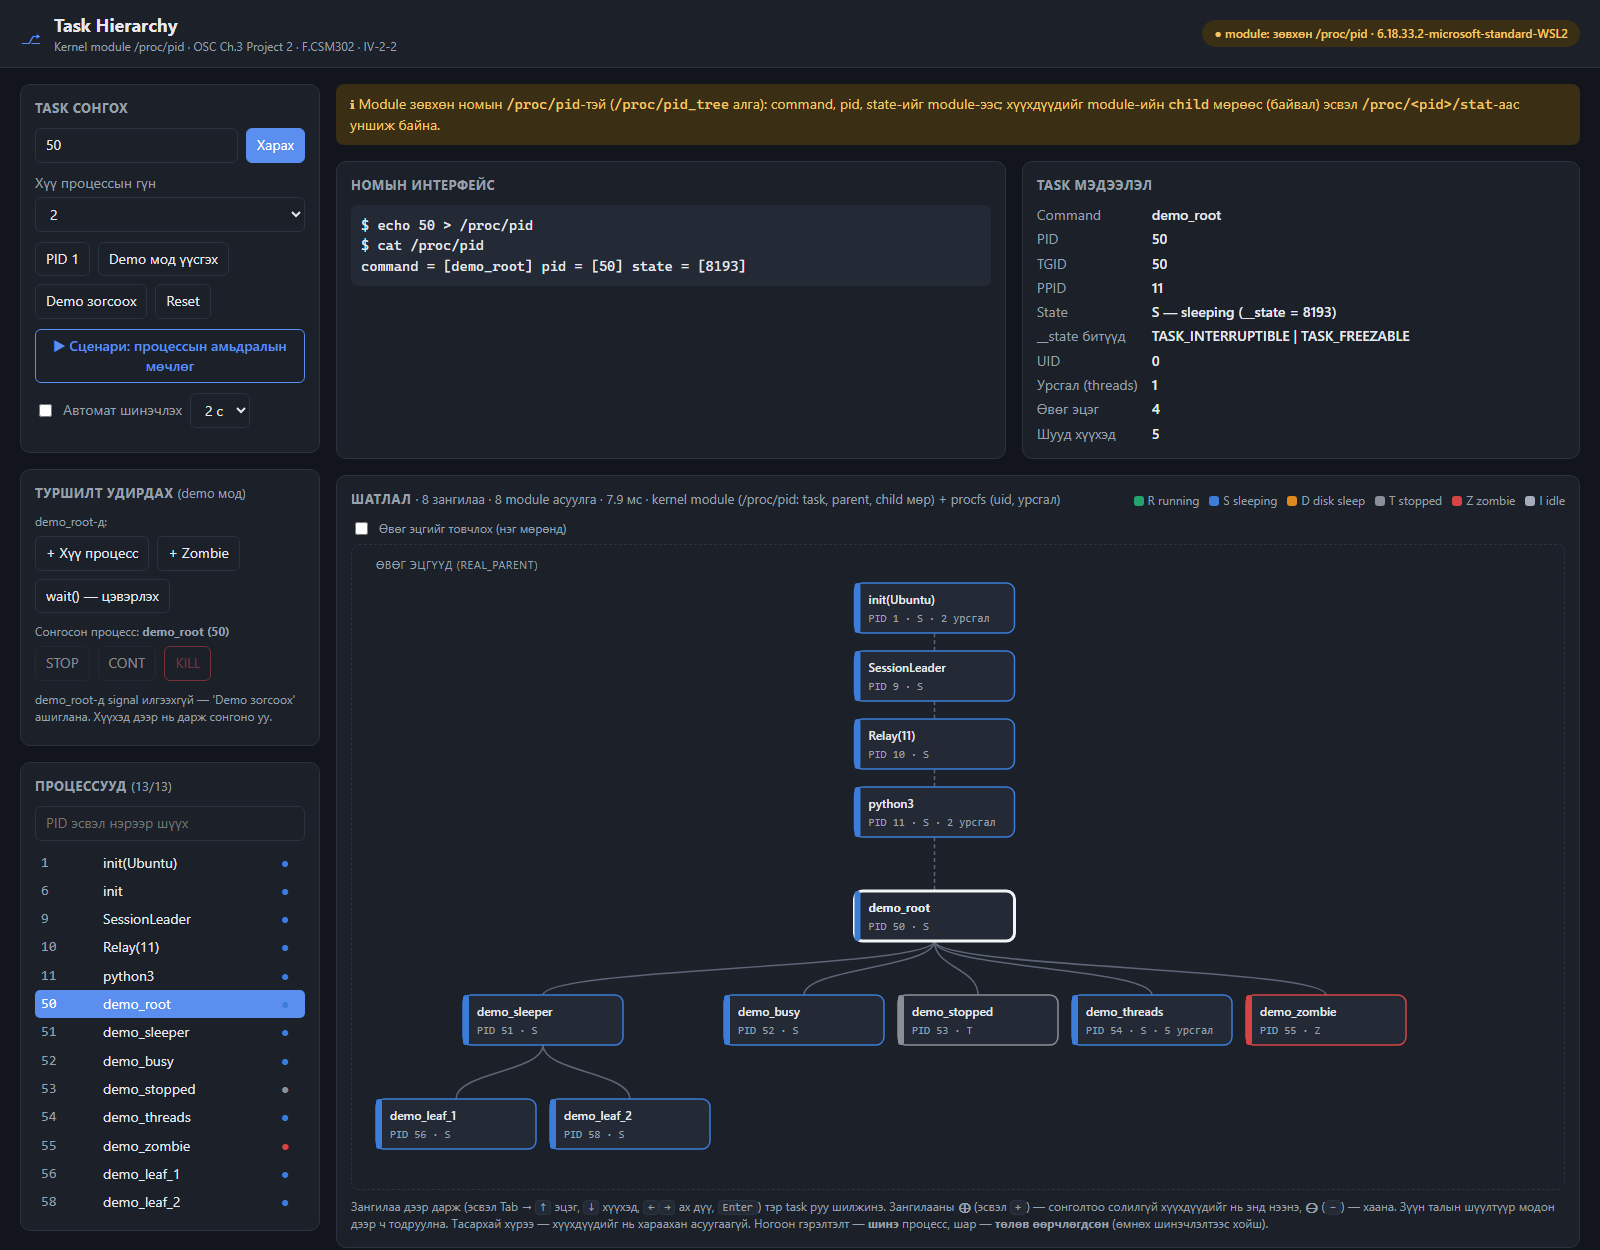 Task Hierarchy
Kernel module /proc/pid · OSC Ch.3 Project 2 · F.CSM302 · IV-2-2
● module: зөвхөн /proc/pid · 6.18.33.2-microsoft-standard-WSL2
TASK СОНГОХ
50
Харах
Хүү процессын гүн
2
PID 1
Demo мод үүсгэх
Demo зогсоох
Reset
▶ Сценари: процессын амьдралын
мөчлөг
Автомат шинэчлэх
2 с
ТУРШИЛТ УДИРДАХ (demo мод)
demo_root-д:
+ Хүү процесс
+ Zombie
wait() — цэвэрлэх
Сонгосон процесс: demo_root (50)
STOP
CONT
KILL
demo_root-д signal илгээхгүй — 'Demo зогсоох'
ашиглана. Хүүхэд дээр нь дарж сонгоно уу.
ПРОЦЕССУУД (13/13)
PID эсвэл нэрээр шүүх
1 init(Ubuntu)
6 init
9 SessionLeader
10 Relay(11)
11 python3
50 demo_root
51 demo_sleeper
52 demo_busy
53 demo_stopped
54 demo_threads
55 demo_zombie
56 demo_leaf_1
58 demo_leaf_2
ℹ Module зөвхөн номын /proc/pid-тэй (/proc/pid_tree алга): command, pid, state-ийг module-ээс; хүүхдүүдийг module-ийн child мөрөөс (байвал) эсвэл /proc/<pid>/stat-аас
уншиж байна.
НОМЫН ИНТЕРФЕЙС
$ echo 50 > /proc/pid
$ cat /proc/pid
command = [demo_root] pid = [50] state = [8193]
TASK МЭДЭЭЛЭЛ
Command demo_root
PID 50
TGID 50
PPID 11
State S — sleeping (__state = 8193)
__state битүүд TASK_INTERRUPTIBLE | TASK_FREEZABLE
UID 0
Урсгал (threads) 1
Өвөг эцэг 4
Шууд хүүхэд 5
ШАТЛАЛ · 8 зангилаа · 8 module асуулга · 7.9 мс · kernel module (/proc/pid: task, parent, child мөр) + procfs (uid, урсгал)
R running S sleeping D disk sleep T stopped Z zombie I idle
Өвөг эцгийг товчлох (нэг мөрөнд)
ӨВӨГ ЭЦГҮҮД (REAL_PARENT)
init(Ubuntu)
PID 1 · S · 2 урсгал
SessionLeader
PID 9 · S
Relay(11)
PID 10 · S
python3
PID 11 · S · 2 урсгал
demo_root
PID 50 · S
demo_sleeper
PID 51 · S
demo_busy
PID 52 · S
demo_stopped
PID 53 · T
demo_threads
PID 54 · S · 5 урсгал
demo_zombie
PID 55 · Z
demo_leaf_1
PID 56 · S
demo_leaf_2
PID 58 · S
Зангилаа дээр дарж (эсвэл Tab → ↑ эцэг, ↓ хүүхэд, ← → ах дүү, Enter) тэр task руу шилжинэ. Зангилааны ⊕ (эсвэл +) — сонголтоо солилгүй хүүхдүүдийг нь энд нээнэ, ⊖ (−) — хаана. Зүүн талын шүүлтүүр модон
дээр ч тодруулна. Тасархай хүрээ — хүүхдүүдийг нь хараахан асуугаагүй. Ногоон гэрэлтэлт — шинэ процесс, шар — төлөв өөрчлөгдсөн (өмнөх шинэчлэлтээс хойш).